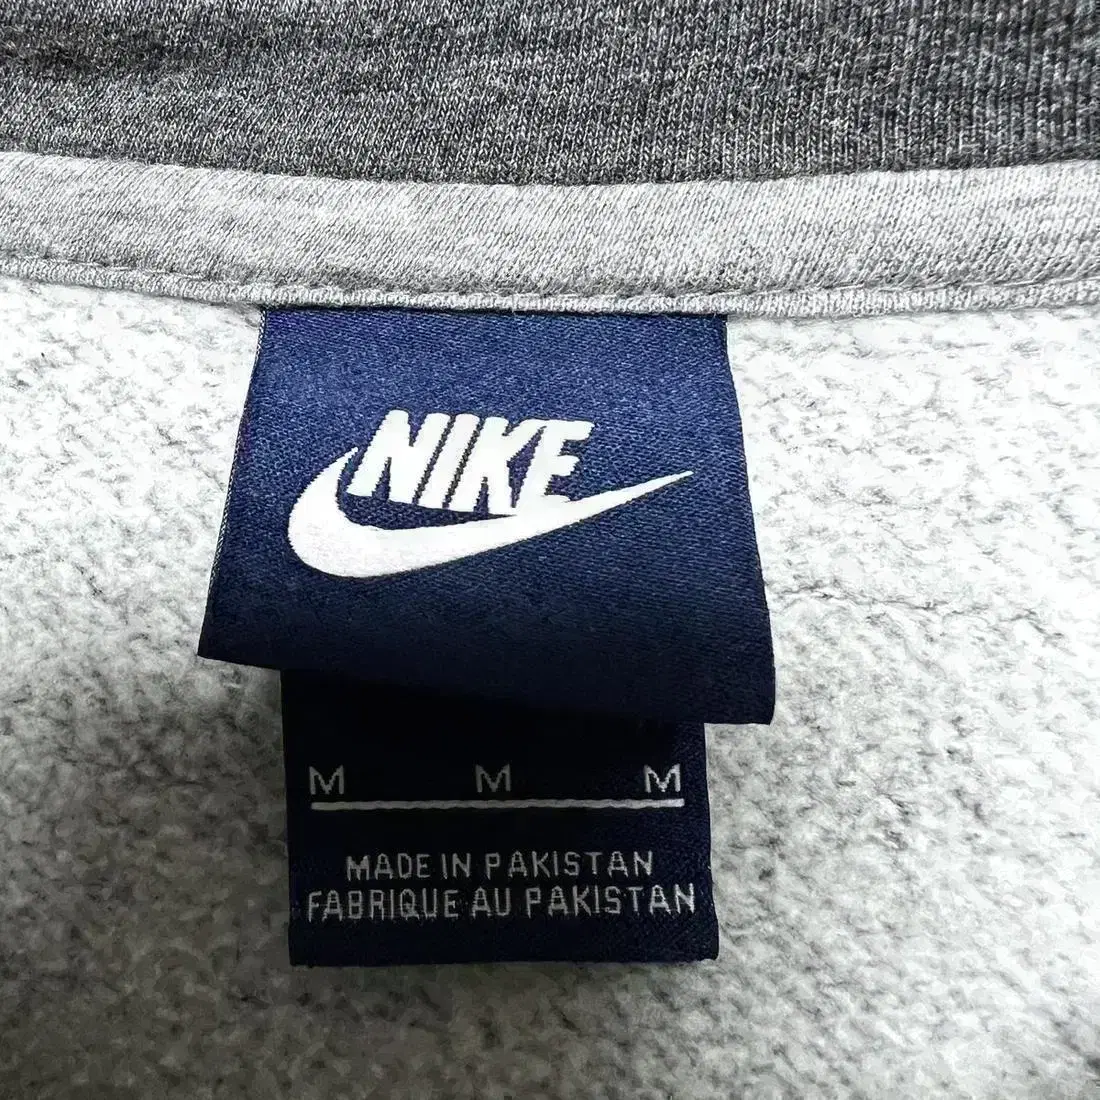 NIKE
M M M
MADE IN PAKISTAN
FABRIQUE AU PAKISTAN